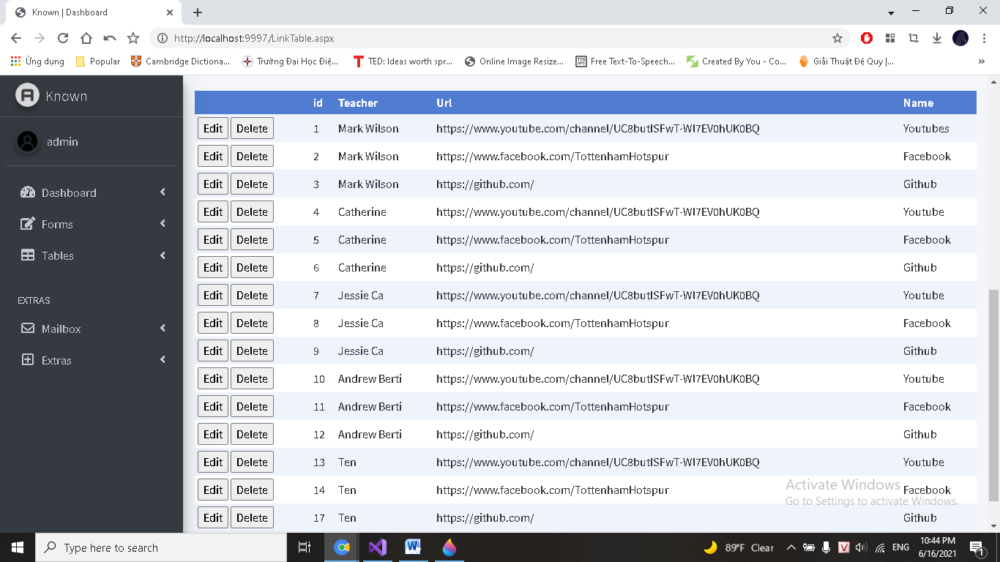 Known | Dashboard
http://localhost:9997/LinkTable.aspx
Ứng dụng Popular Cambridge Dictiona... Trường Đại Học Điệ... TED: Ideas worth spr... Online Image Resize... Free Text-To-Speech... Created By You - Co... Giải Thuật Đệ Quy |... »
Known
admin
Dashboard
Forms
Tables
EXTRAS
Mailbox
Extras
id Teacher Url Name
Edit Delete 1 Mark Wilson https://www.youtube.com/channel/UC8butISFwT-Wl7EV0hUK0BQ Youtubes
Edit Delete 2 Mark Wilson https://www.facebook.com/TottenhamHotspur Facebook
Edit Delete 3 Mark Wilson https://github.com/ Github
Edit Delete 4 Catherine https://www.youtube.com/channel/UC8butISFwT-Wl7EV0hUK0BQ Youtube
Edit Delete 5 Catherine https://www.facebook.com/TottenhamHotspur Facebook
Edit Delete 6 Catherine https://github.com/ Github
Edit Delete 7 Jessie Ca https://www.youtube.com/channel/UC8butISFwT-Wl7EV0hUK0BQ Youtube
Edit Delete 8 Jessie Ca https://www.facebook.com/TottenhamHotspur Facebook
Edit Delete 9 Jessie Ca https://github.com/ Github
Edit Delete 10 Andrew Berti https://www.youtube.com/channel/UC8butISFwT-Wl7EV0hUK0BQ Youtube
Edit Delete 11 Andrew Berti https://www.facebook.com/TottenhamHotspur Facebook
Edit Delete 12 Andrew Berti https://github.com/ Github
Edit Delete 13 Ten https://www.youtube.com/channel/UC8butISFwT-Wl7EV0hUK0BQ Youtube
Edit Delete 14 Ten https://www.facebook.com/TottenhamHotspur Facebook
Edit Delete 17 Ten https://github.com/ Github
Activate Windows
Go to Settings to activate Windows.
Type here to search
89°F Clear
ENG
10:44 PM
6/16/2021
1